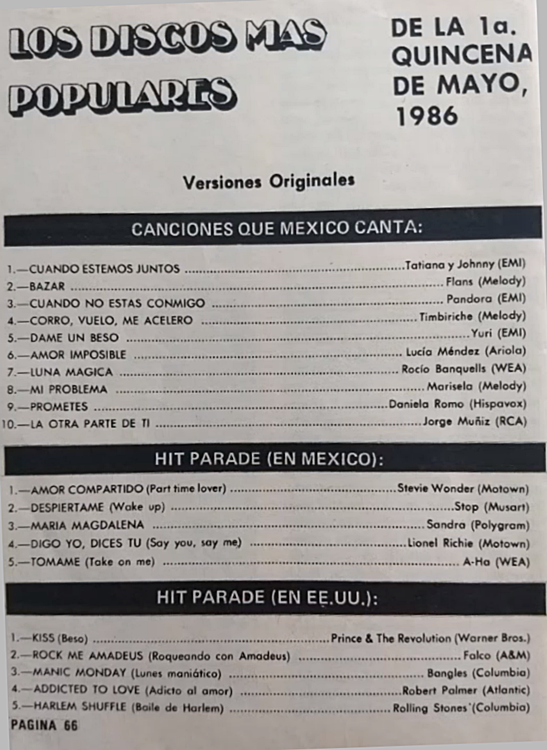 LOS DISCOS MAS
POPULARES
DE LA 1a.
QUINCENA
DE MAYO,
1986
Versiones Originales
CANCIONES QUE MEXICO CANTA:
1.—CUANDO ESTEMOS JUNTOS ........ Tatiana y Johnny (EMI)
2.—BAZAR ........ Flans (Melody)
3.—CUANDO NO ESTAS CONMIGO ........ Pandora (EMI)
4.—CORRO, VUELO, ME ACELERO ........ Timbiriche (Melody)
5.—DAME UN BESO ........ Yuri (EMI)
6.—AMOR IMPOSIBLE ........ Lucía Méndez (Ariola)
7.—LUNA MAGICA ........ Rocío Banquells (WEA)
8.—MI PROBLEMA ........ Marisela (Melody)
9.—PROMETES ........ Daniela Romo (Hispavox)
10.—LA OTRA PARTE DE TI ........ Jorge Muñiz (RCA)
HIT PARADE (EN MEXICO):
1.—AMOR COMPARTIDO (Part time lover) ........ Stevie Wonder (Motown)
2.—DESPIERTAME (Wake up) ........ Stop (Musart)
3.—MARIA MAGDALENA ........ Sandra (Polygram)
4.—DIGO YO, DICES TU (Say you, say me) ........ Lionel Richie (Motown)
5.—TOMAME (Take on me) ........ A-Ha (WEA)
HIT PARADE (EN EE.UU.):
1.—KISS (Beso) ........ Prince & The Revolution (Warner Bros.)
2.—ROCK ME AMADEUS (Roqueando con Amadeus) ........ Falco (A&M)
3.—MANIC MONDAY (Lunes maniático) ........ Bangles (Columbia)
4.—ADDICTED TO LOVE (Adicto al amor) ........ Robert Palmer (Atlantic)
5.—HARLEM SHUFFLE (Baile de Harlem) ........ Rolling Stones (Columbia)
PAGINA 66